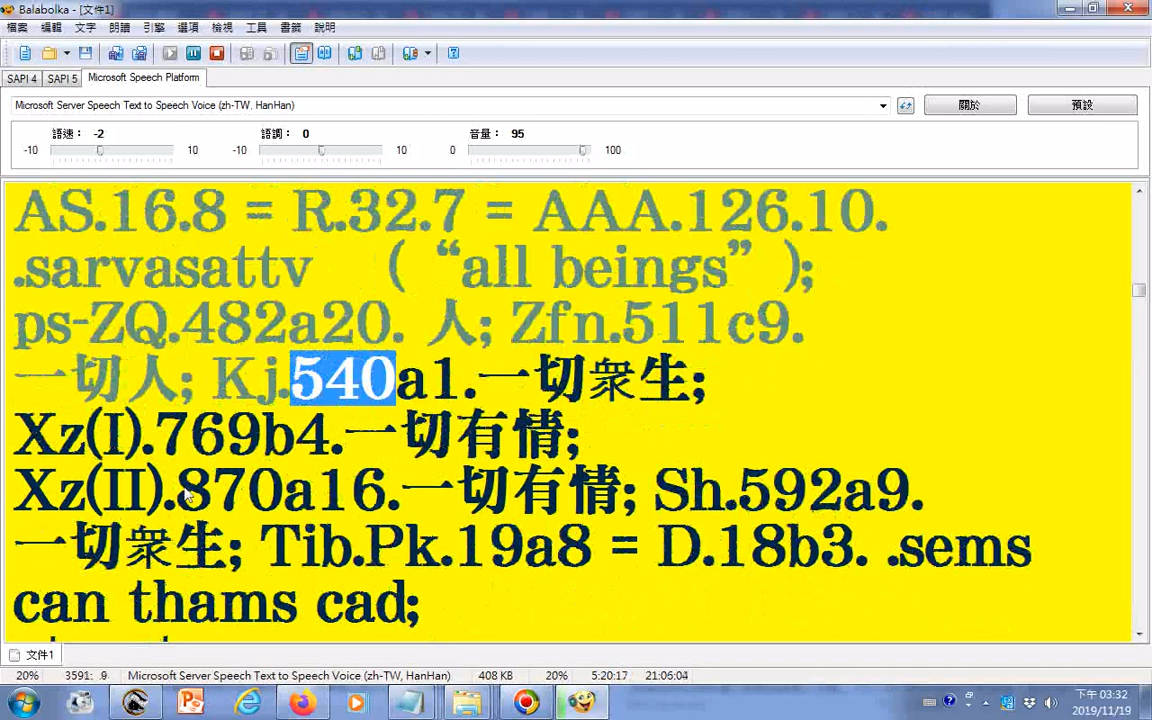 Balabolka - [文件1]
檔案 編輯 文字 朗讀 引擎 選項 檢視 工具 書籤 說明
SAPI 4 SAPI 5 Microsoft Speech Platform
Microsoft Server Speech Text to Speech Voice (zh-TW, HanHan)
關於 預設
語速： -2 語調： 0 音量： 95
-10 10 -10 10 0 100
AS.16.8 = R.32.7 = AAA.126.10.
.sarvasattv （“all beings”);
ps-ZQ.482a20. 人; Zfn.511c9.
一切人; Kj.540a1.一切衆生;
Xz(I).769b4.一切有情;
Xz(II).870a16.一切有情; Sh.592a9.
一切衆生; Tib.Pk.19a8 = D.18b3. .sems
can thams cad;
文件1
20% 3591: .9 Microsoft Server Speech Text to Speech Voice (zh-TW, HanHan) 408 KB 20% 5:20:17 21:06:04
下午 03:32
2019/11/19